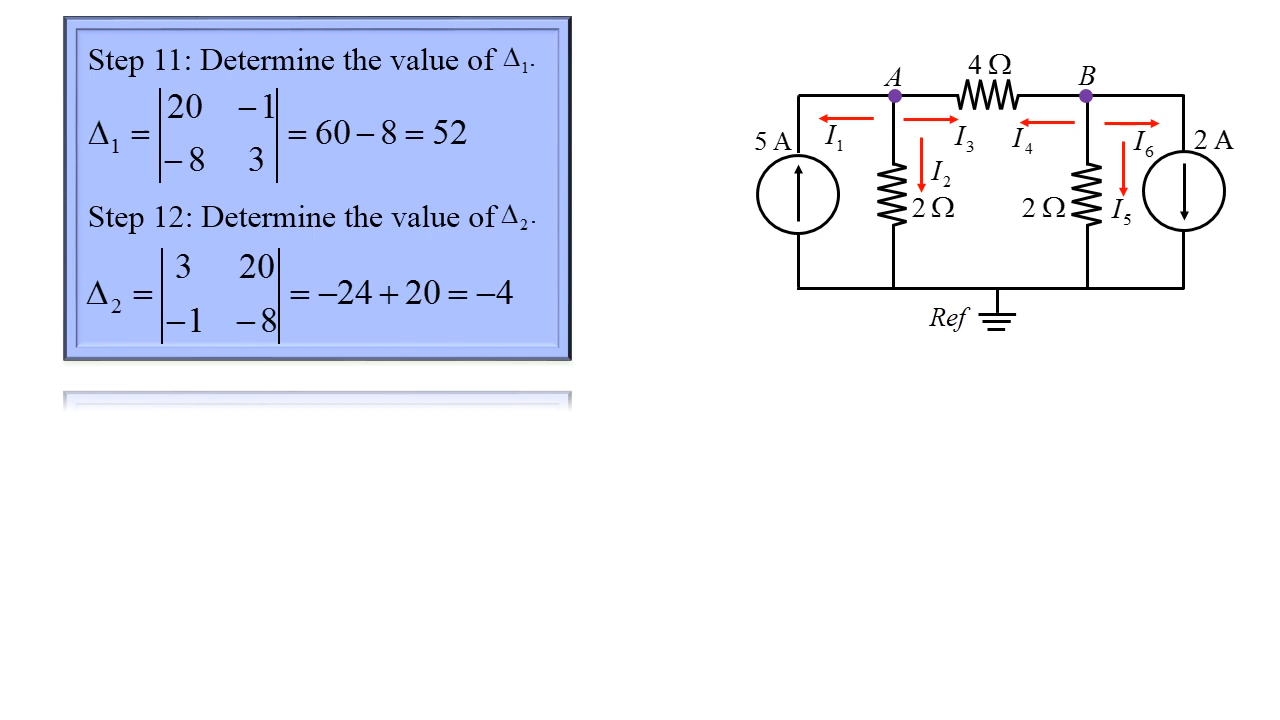 Step 11: Determine the value of Δ₁.
Δ₁ = |20 −1; −8 3| = 60 − 8 = 52
Step 12: Determine the value of Δ₂.
Δ₂ = |3 20; −1 −8| = −24 + 20 = −4
A
4 Ω
B
5 A
I₁
I₃
I₄
I₆
2 A
I₂
2 Ω
2 Ω
I₅
Ref